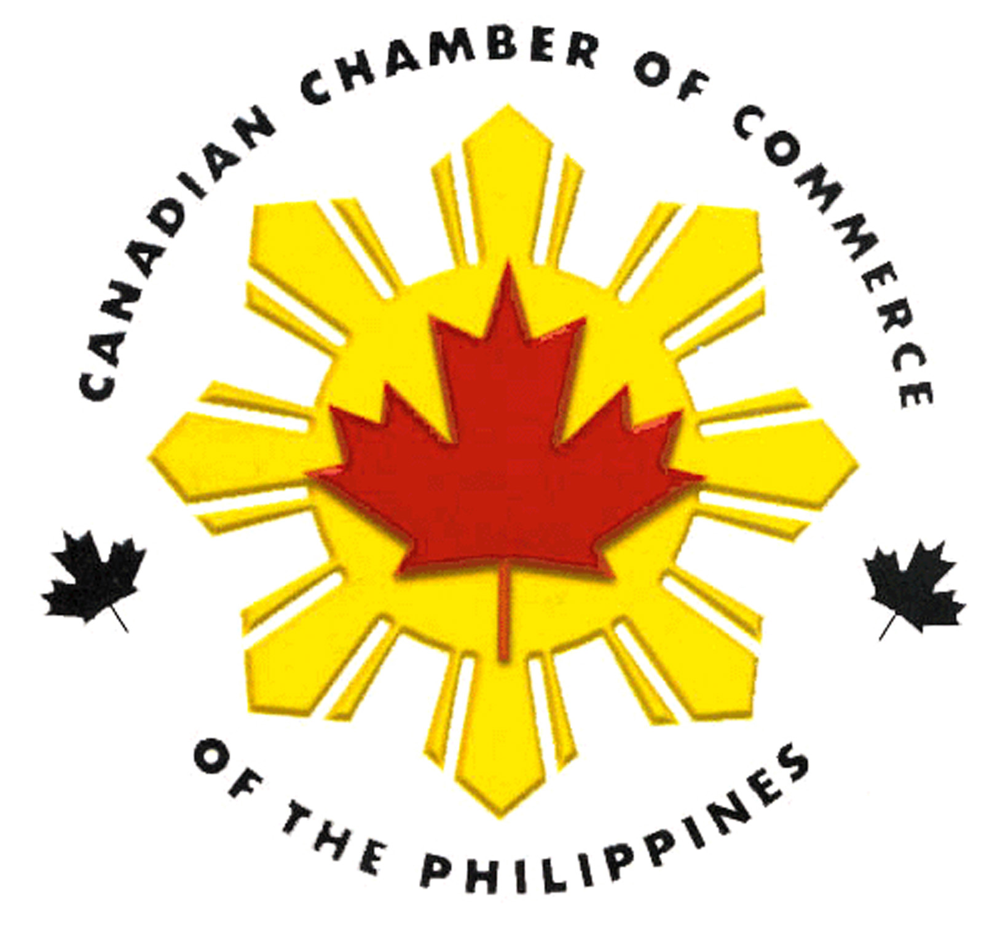 CANADIAN CHAMBER OF COMMERCE
OF THE PHILIPPINES